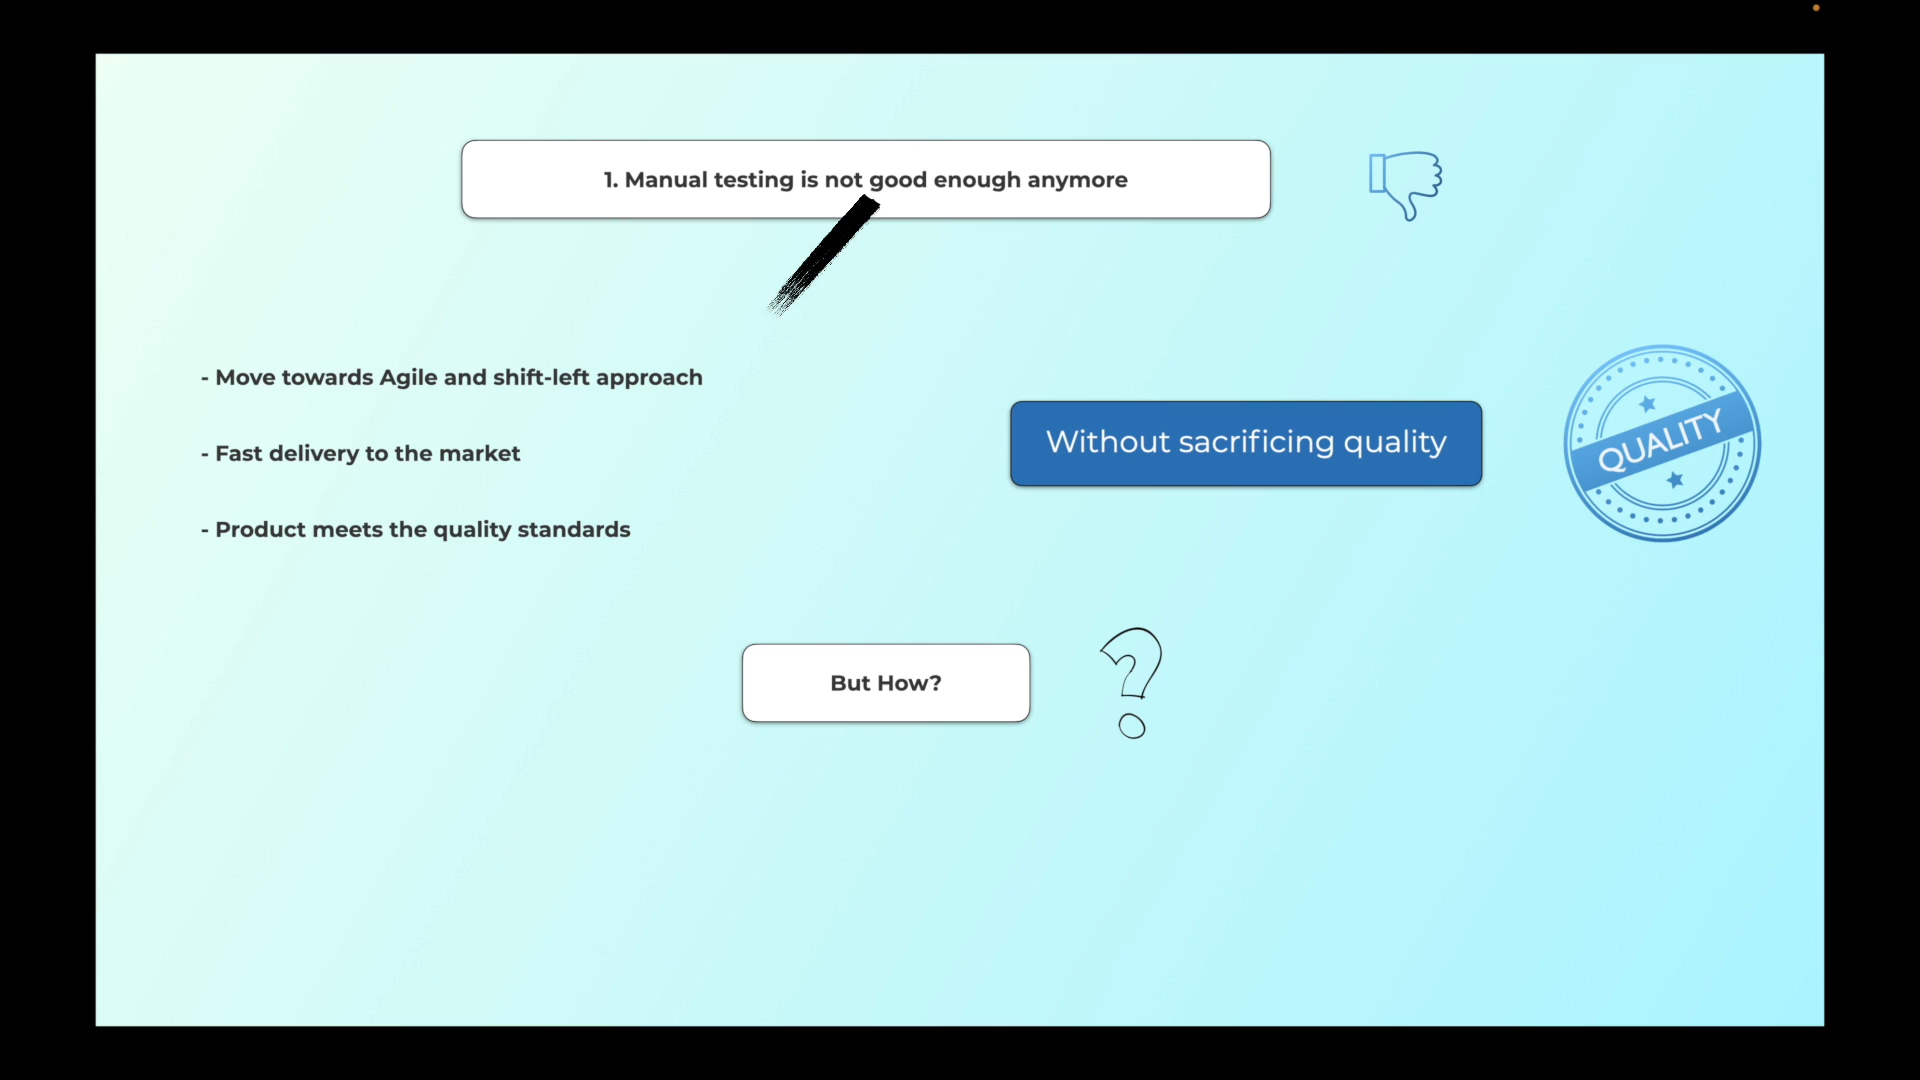 1. Manual testing is not good enough anymore
- Move towards Agile and shift-left approach
- Fast delivery to the market
- Product meets the quality standards
Without sacrificing quality
QUALITY
But How?
?